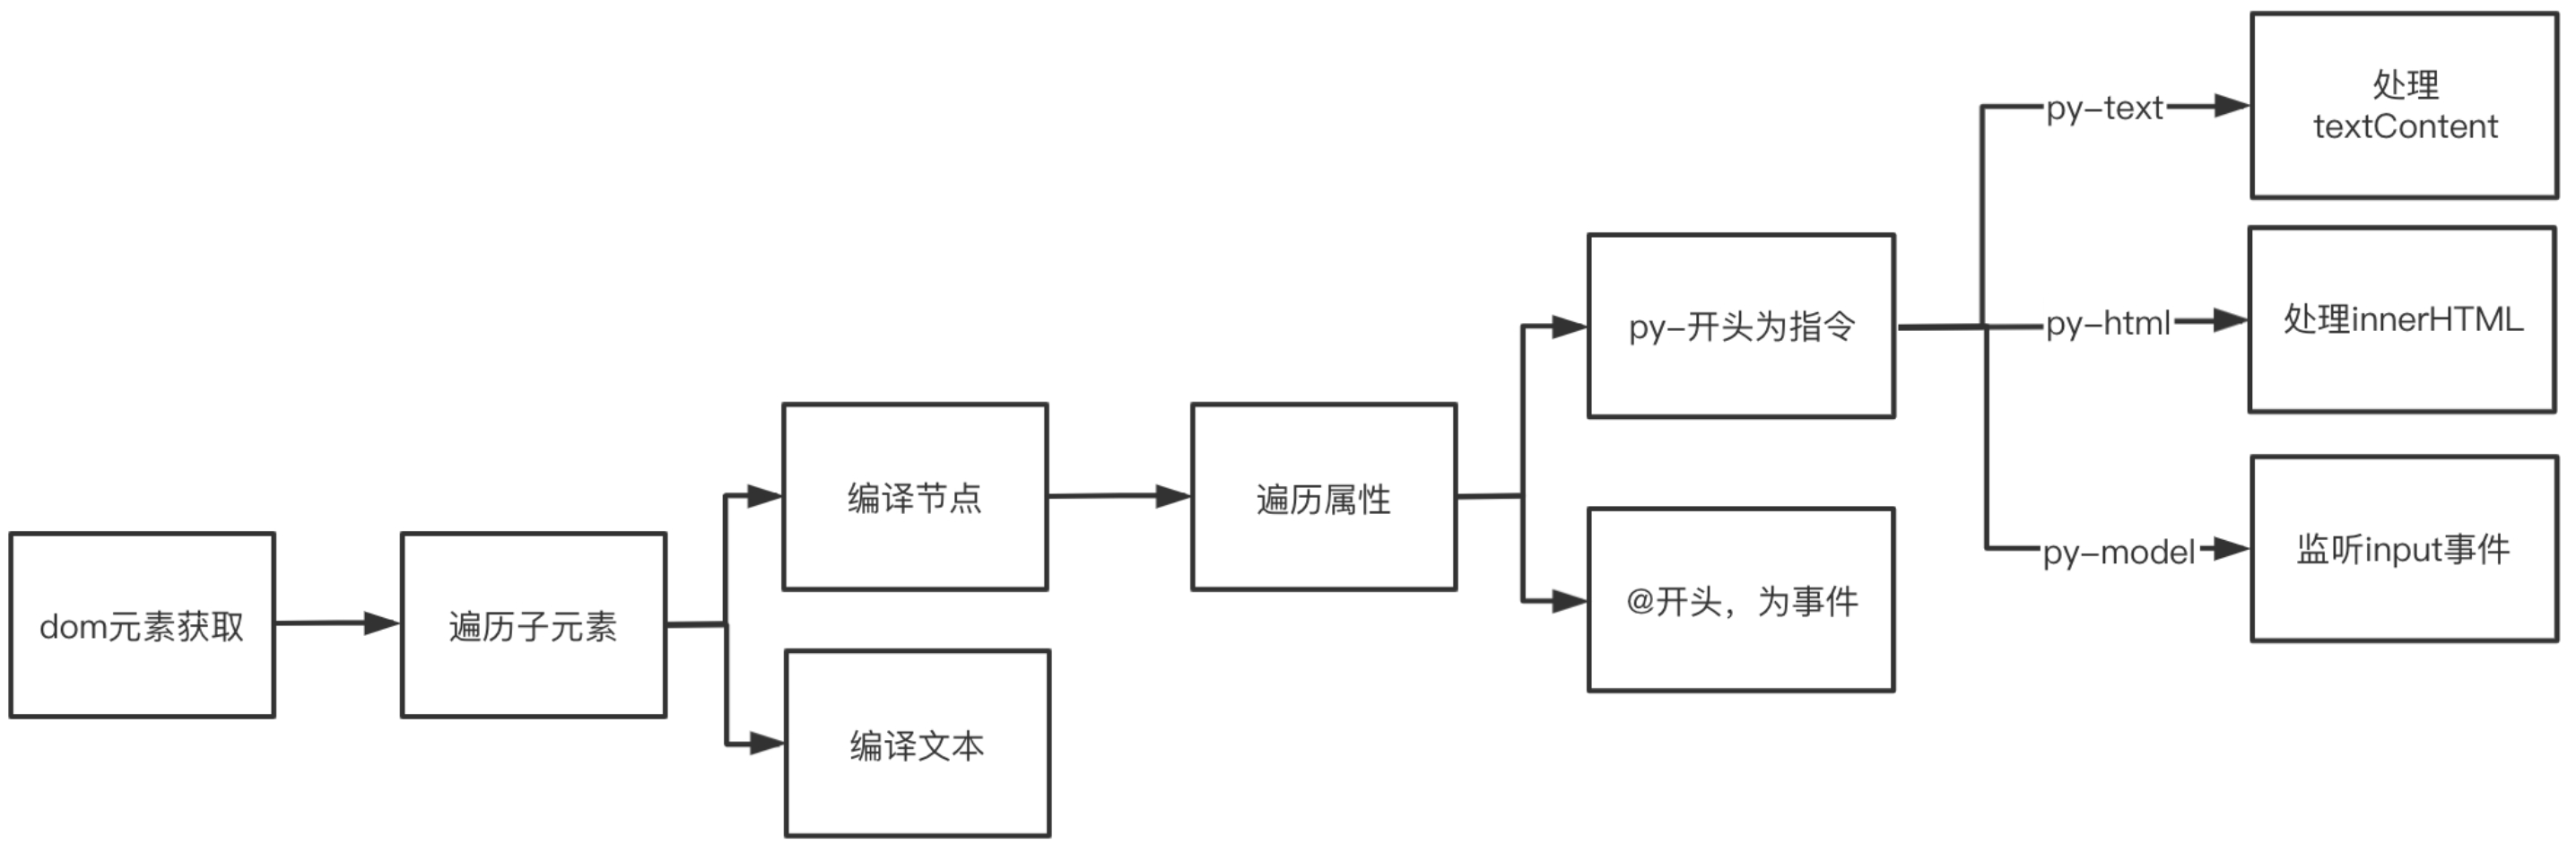 dom元素获取
遍历子元素
编译节点
编译文本
遍历属性
py-开头为指令
@开头，为事件
py-text
处理
textContent
py-html
处理innerHTML
py-model
监听input事件